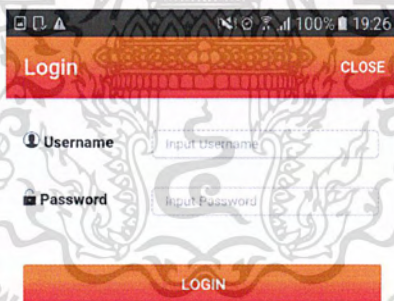 100% 19:26
Login CLOSE
Username Input Username
Password Input Password
LOGIN